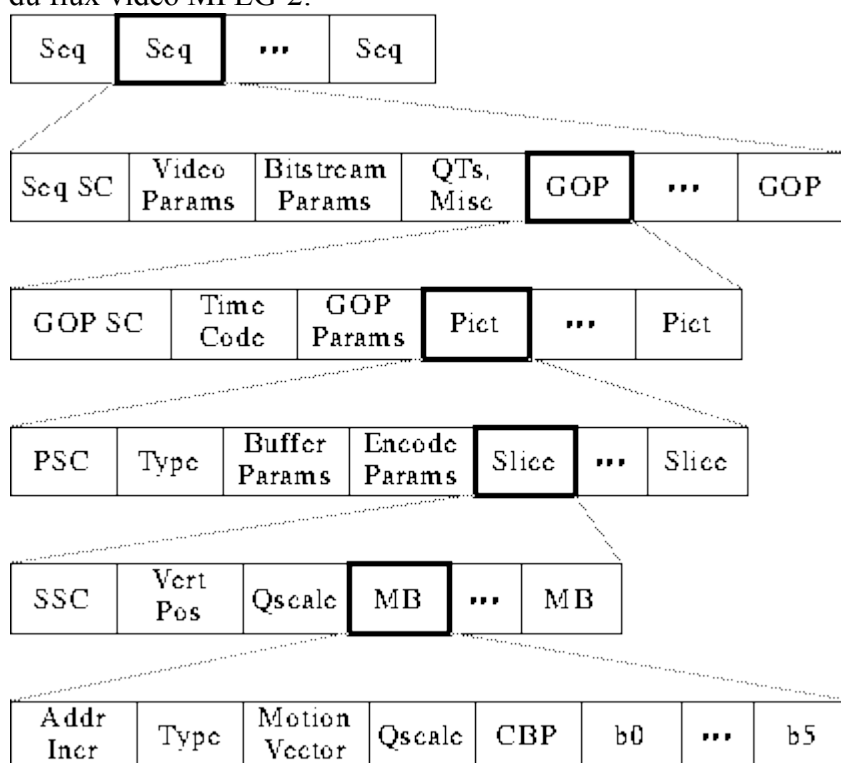 du flux vidéo MPEG-2:
Seq Seq ... Seq
Seq SC Video Params Bitstream Params QTs, Misc GOP ... GOP
GOP SC Time Code GOP Params Pict ... Pict
PSC Type Buffer Params Encode Params Slice ... Slice
SSC Vert Pos Qscale MB ... MB
Addr Incr Type Motion Vector Qscale CBP b0 ... b5